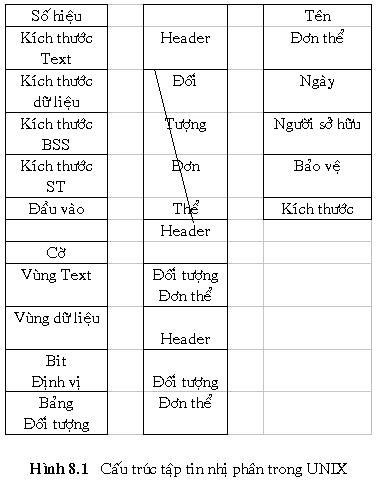 Số hiệu
Kích thước
Text
Kích thước
dữ liệu
Kích thước
BSS
Kích thước
ST
Đầu vào
Cờ
Vùng Text
Vùng dữ liệu
Bit
Định vị
Bảng
Đối tượng
Header
Đối
Tượng
Đơn
Thể
Header
Đối tượng
Đơn thể
Header
Đối tượng
Đơn thể
Tên
Đơn thể
Ngày
Người sở hữu
Bảo vệ
Kích thước
Hình 8.1 Cấu trúc tập tin nhị phân trong UNIX